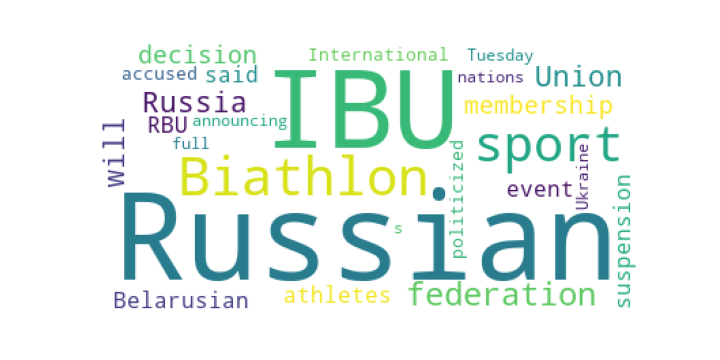 decision
International
Tuesday
accused
said
IBU
nations
Union
Russia
membership
RBU
announcing
full
sport
will
Biathlon
politicized
event
Ukraine
suspension
Russian
s
Belarusian
athletes
federation